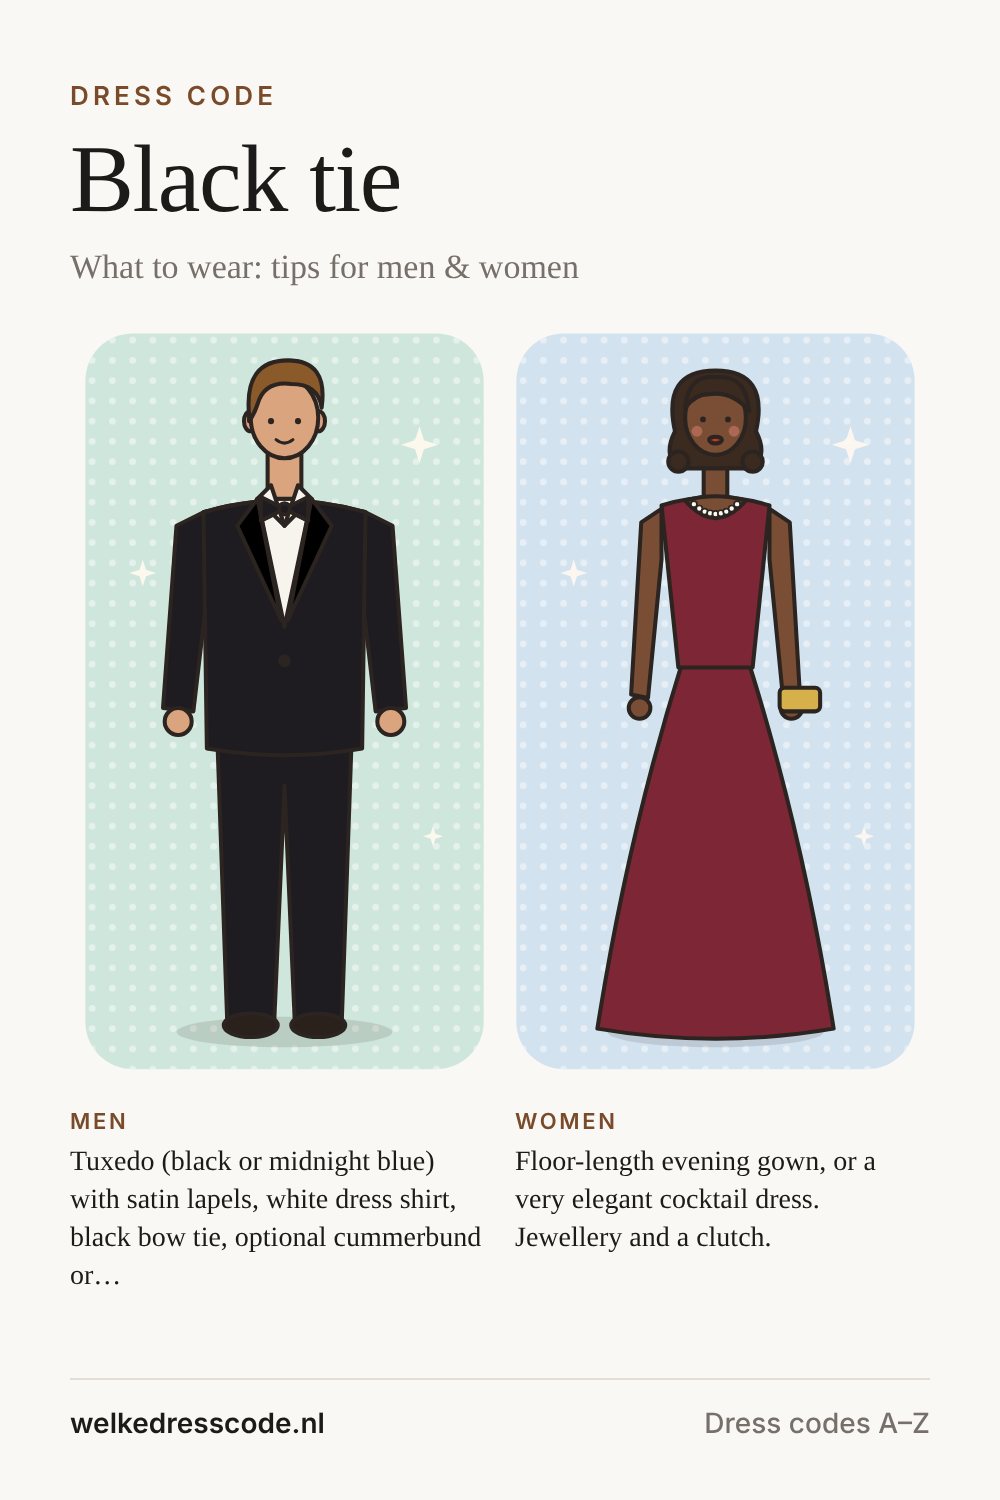 DRESS CODE
Black tie
What to wear: tips for men & women
MEN
Tuxedo (black or midnight blue)
with satin lapels, white dress shirt,
black bow tie, optional cummerbund
or…
WOMEN
Floor-length evening gown, or a
very elegant cocktail dress.
Jewellery and a clutch.
welkedresscode.nl
Dress codes A–Z